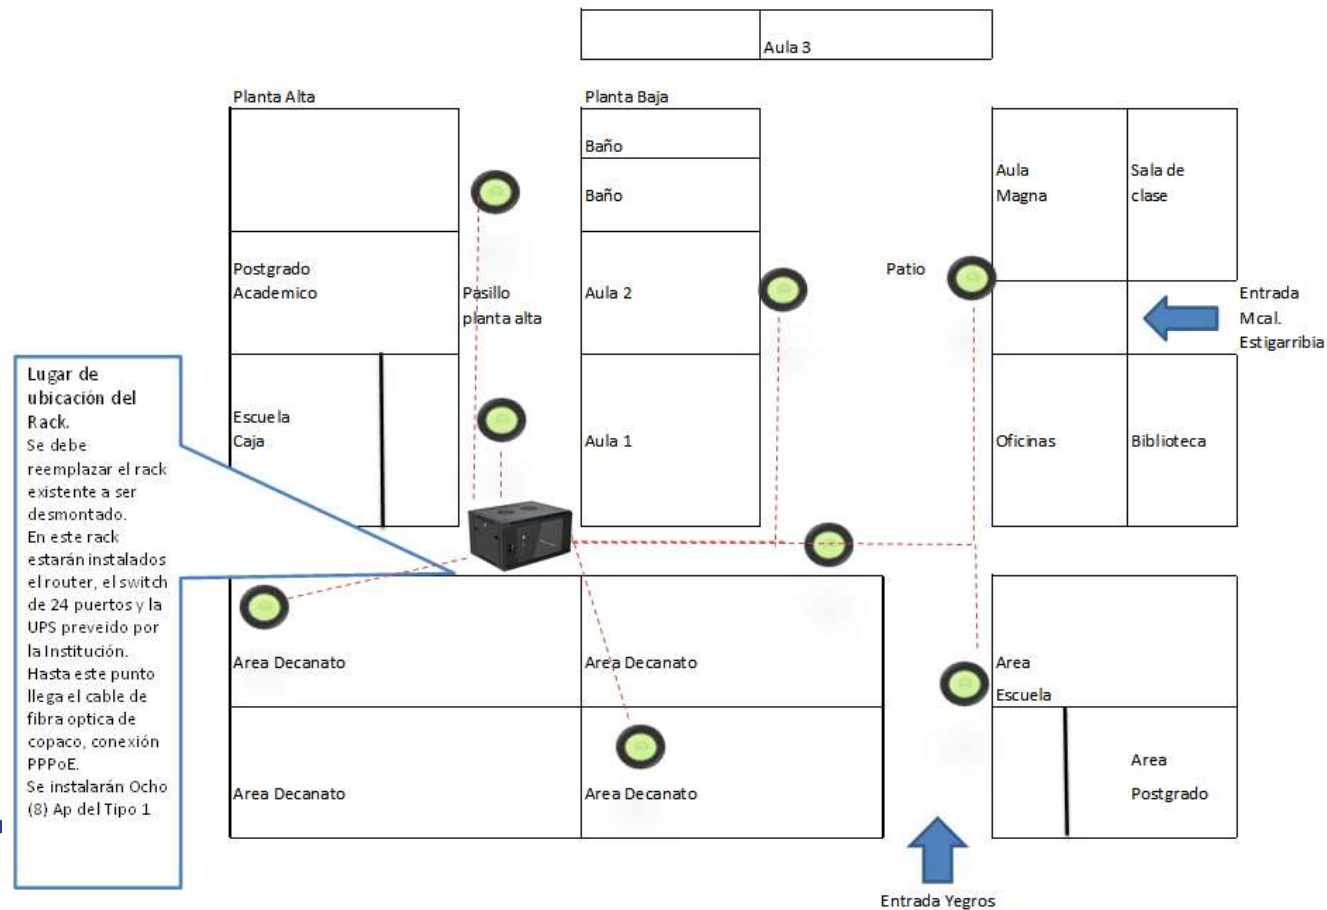 Aula 3
Planta Alta
Planta Baja
Baño
Baño
Aula
Magna
Sala de
clase
Postgrado
Academico
Pasillo
planta alta
Aula 2
Patio
Entrada
Mcal.
Estigarribia
Lugar de
ubicación del
Rack.
Se debe
reemplazar el rack
existente a ser
desmontado.
En este rack
estarán instalados
el router, el switch
de 24 puertos y la
UPS preveido por
la Institución.
Hasta este punto
llega el cable de
fibra optica de
copaco, conexión
PPPoE.
Se instalarán Ocho
(8) Ap del Tipo 1
Escuela
Caja
Aula 1
Oficinas
Biblioteca
Area Decanato
Area Decanato
Area
Escuela
Area Decanato
Area Decanato
Area
Postgrado
Entrada Yegros